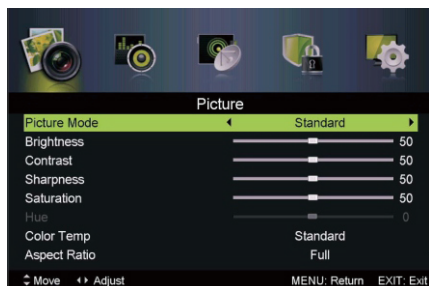 Picture
Picture Mode Standard
Brightness 50
Contrast 50
Sharpness 50
Saturation 50
Hue 0
Color Temp Standard
Aspect Ratio Full
Move Adjust MENU: Return EXIT: Exit